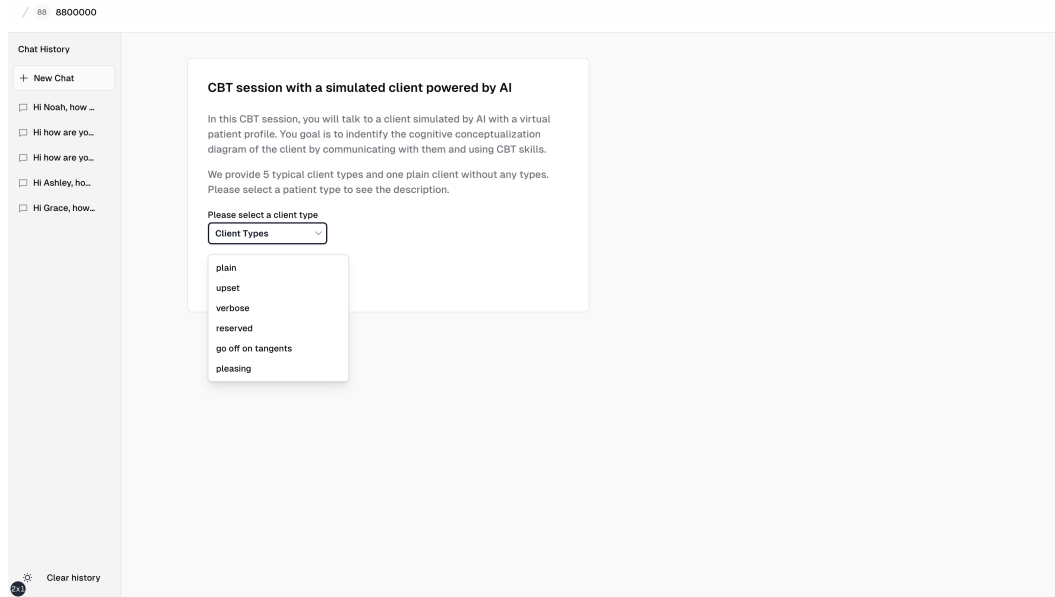 / 88 8800000
Chat History
+ New Chat
Hi Noah, how ...
Hi how are yo...
Hi how are yo...
Hi Ashley, ho...
Hi Grace, how...
CBT session with a simulated client powered by AI
In this CBT session, you will talk to a client simulated by AI with a virtual
patient profile. You goal is to indentify the cognitive conceptualization
diagram of the client by communicating with them and using CBT skills.
We provide 5 typical client types and one plain client without any types.
Please select a patient type to see the description.
Please select a client type
Client Types
plain
upset
verbose
reserved
go off on tangents
pleasing
Clear history
2x1